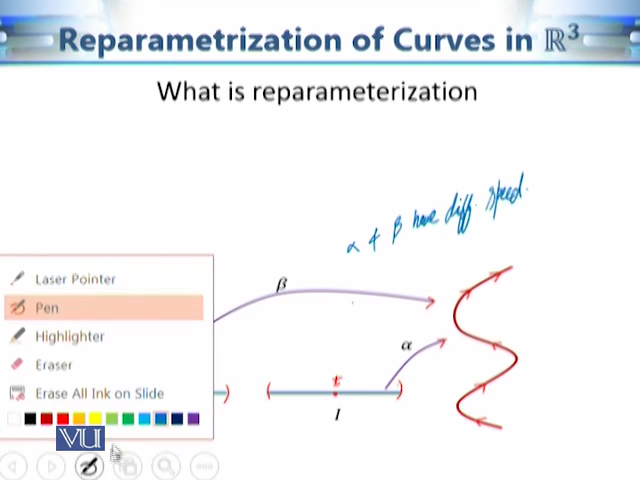 Reparametrization of Curves in ℝ³
What is reparameterization
α & β have diff. speed.
Laser Pointer
Pen
Highlighter
Eraser
Erase All Ink on Slide
β
α
t
I
VU